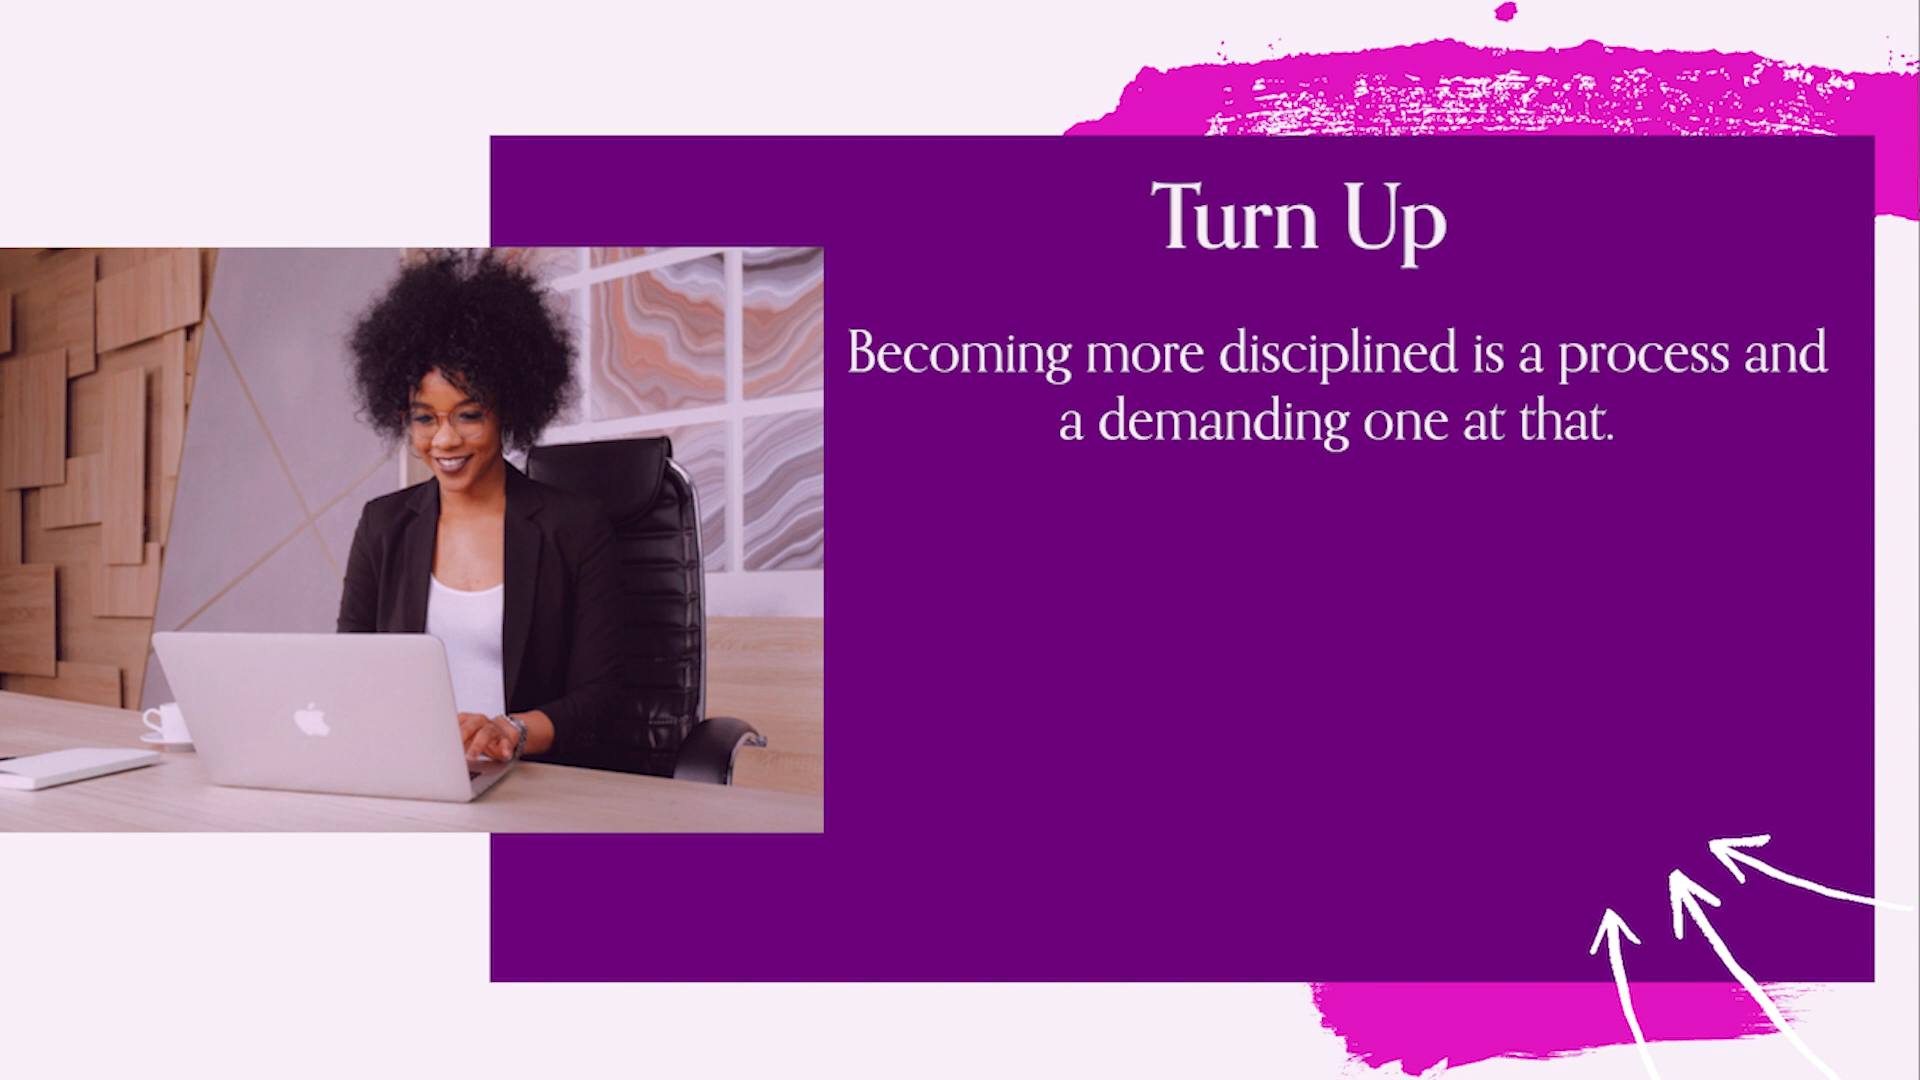 Turn Up
Becoming more disciplined is a process and
a demanding one at that.